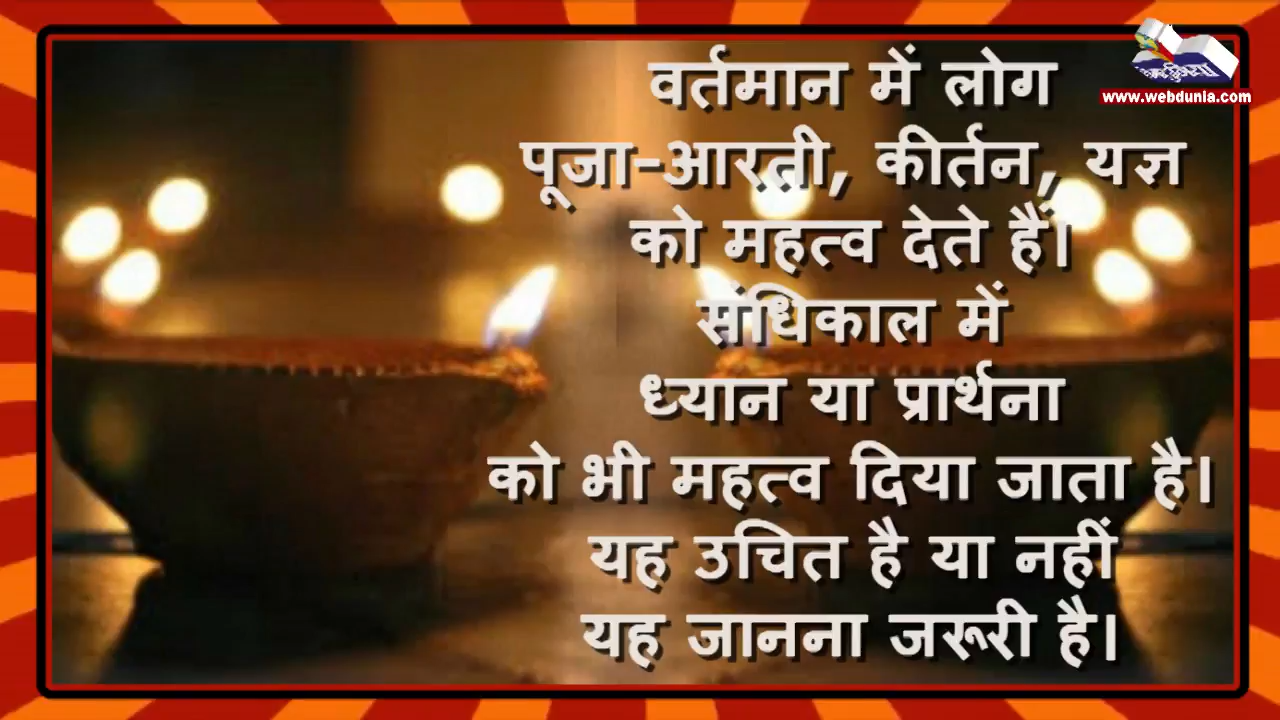 वर्तमान में लोग
पूजा-आरती, कीर्तन, यज्ञ
को महत्व देते हैं।
संधिकाल में
ध्यान या प्रार्थना
को भी महत्व दिया जाता है।
यह उचित है या नहीं
यह जानना जरूरी है।
www.webdunia.com